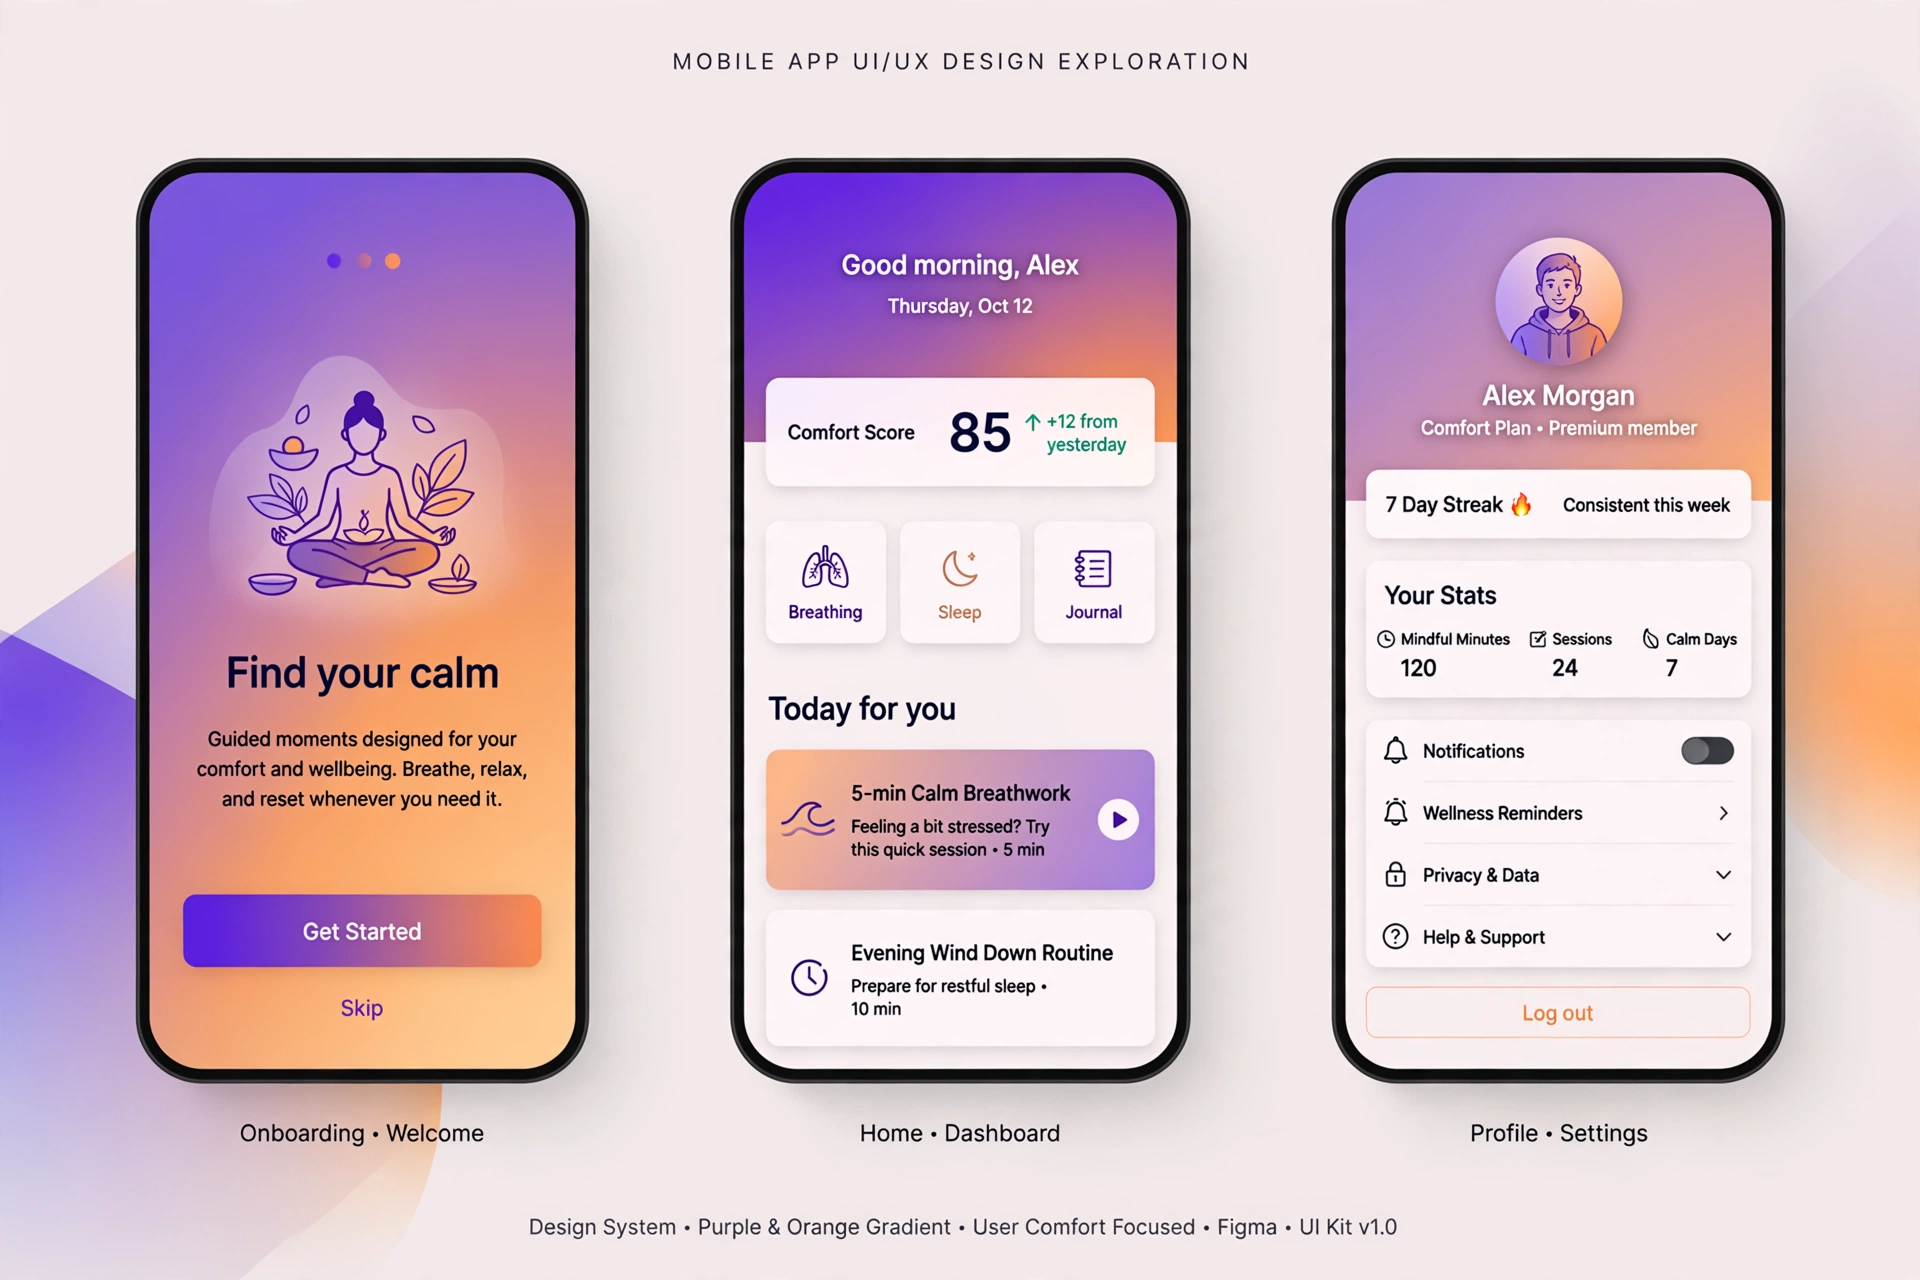 MOBILE APP UI/UX DESIGN EXPLORATION
Find your calm
Guided moments designed for your
comfort and wellbeing. Breathe, relax,
and reset whenever you need it.
Get Started
Skip
Onboarding • Welcome
Good morning, Alex
Thursday, Oct 12
Comfort Score
85
+12 from
yesterday
Breathing
Sleep
Journal
Today for you
5-min Calm Breathwork
Feeling a bit stressed? Try
this quick session • 5 min
Evening Wind Down Routine
Prepare for restful sleep •
10 min
Home • Dashboard
Alex Morgan
Comfort Plan • Premium member
7 Day Streak 🔥
Consistent this week
Your Stats
Mindful Minutes
120
Sessions
24
Calm Days
7
Notifications
Wellness Reminders
Privacy & Data
Help & Support
Log out
Profile • Settings
Design System • Purple & Orange Gradient • User Comfort Focused • Figma • UI Kit v1.0